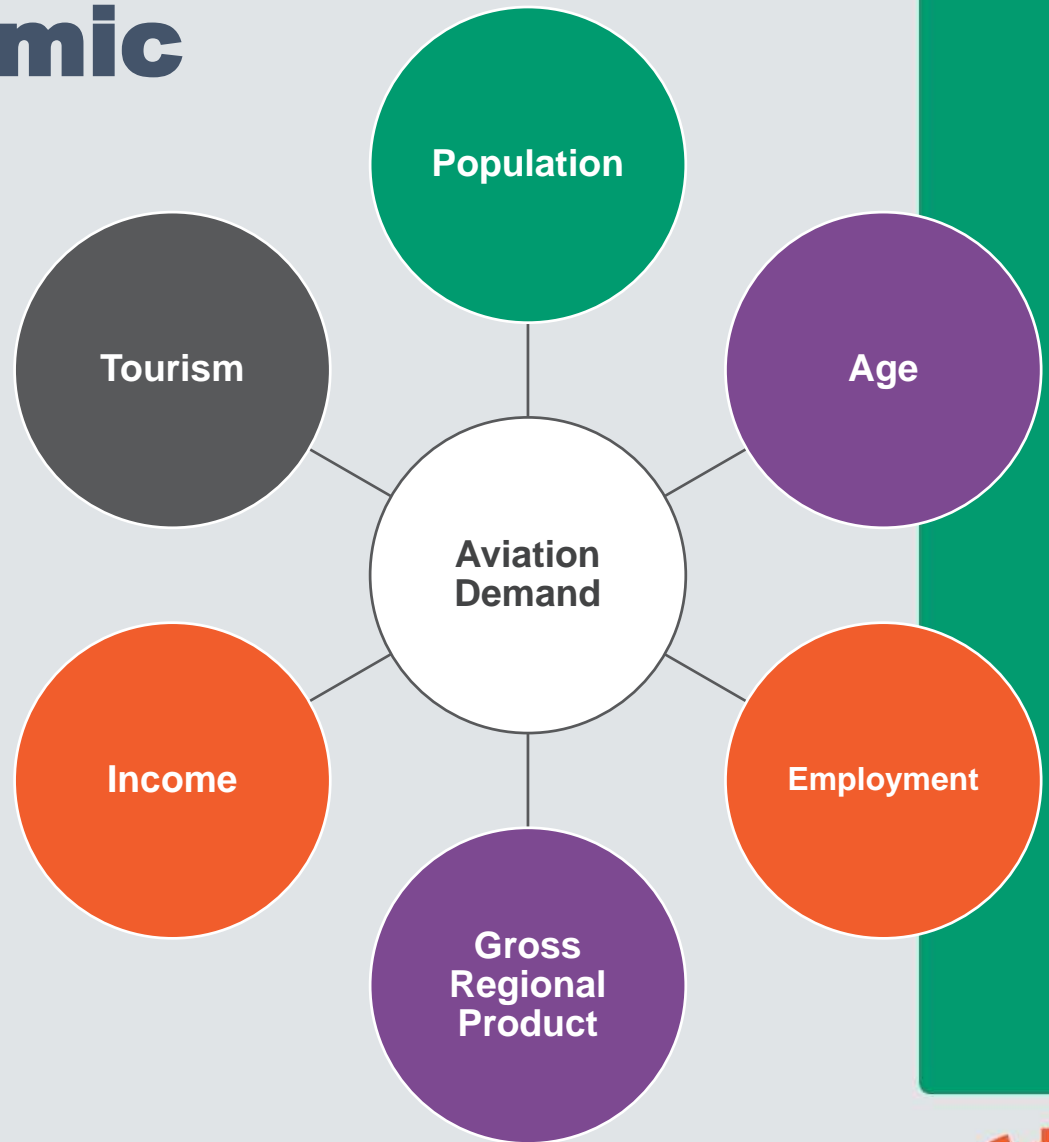 mic
Population
Tourism
Age
Aviation
Demand
Income
Employment
Gross
Regional
Product